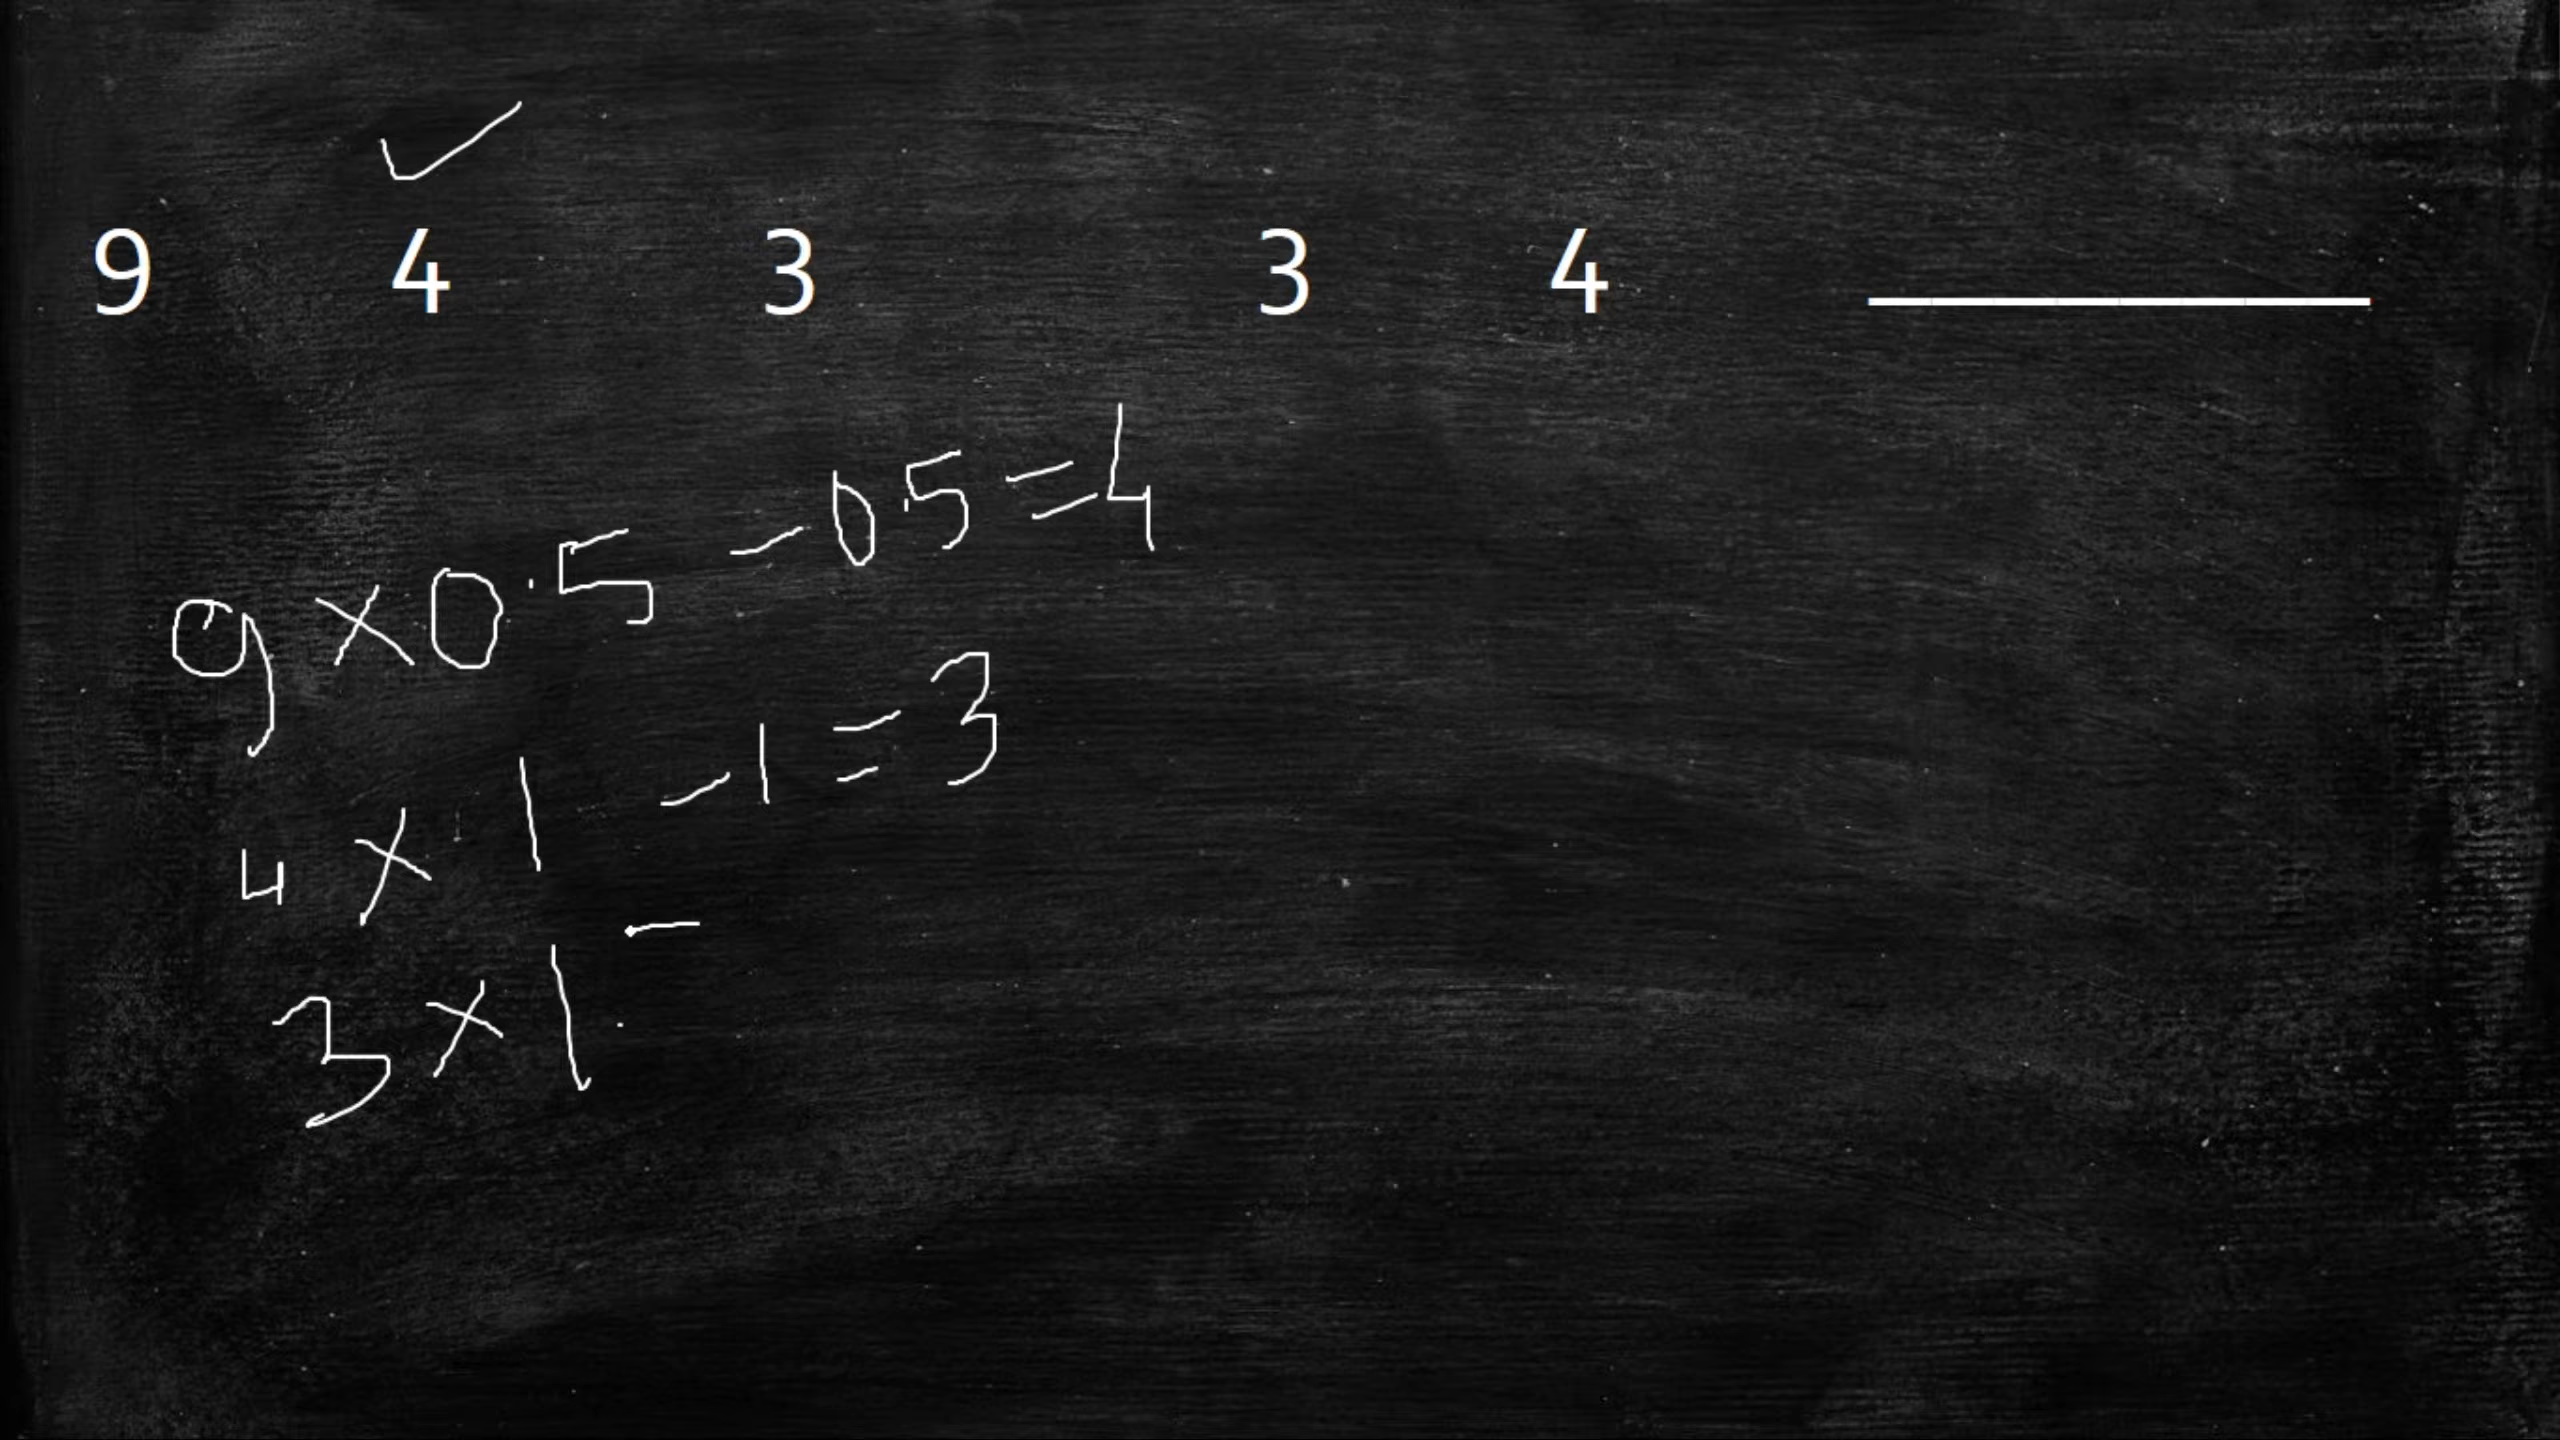 9 4 3 3 4
9 × 0.5 - 0.5 = 4
4 × 1 - 1 = 3
3 × 1. -